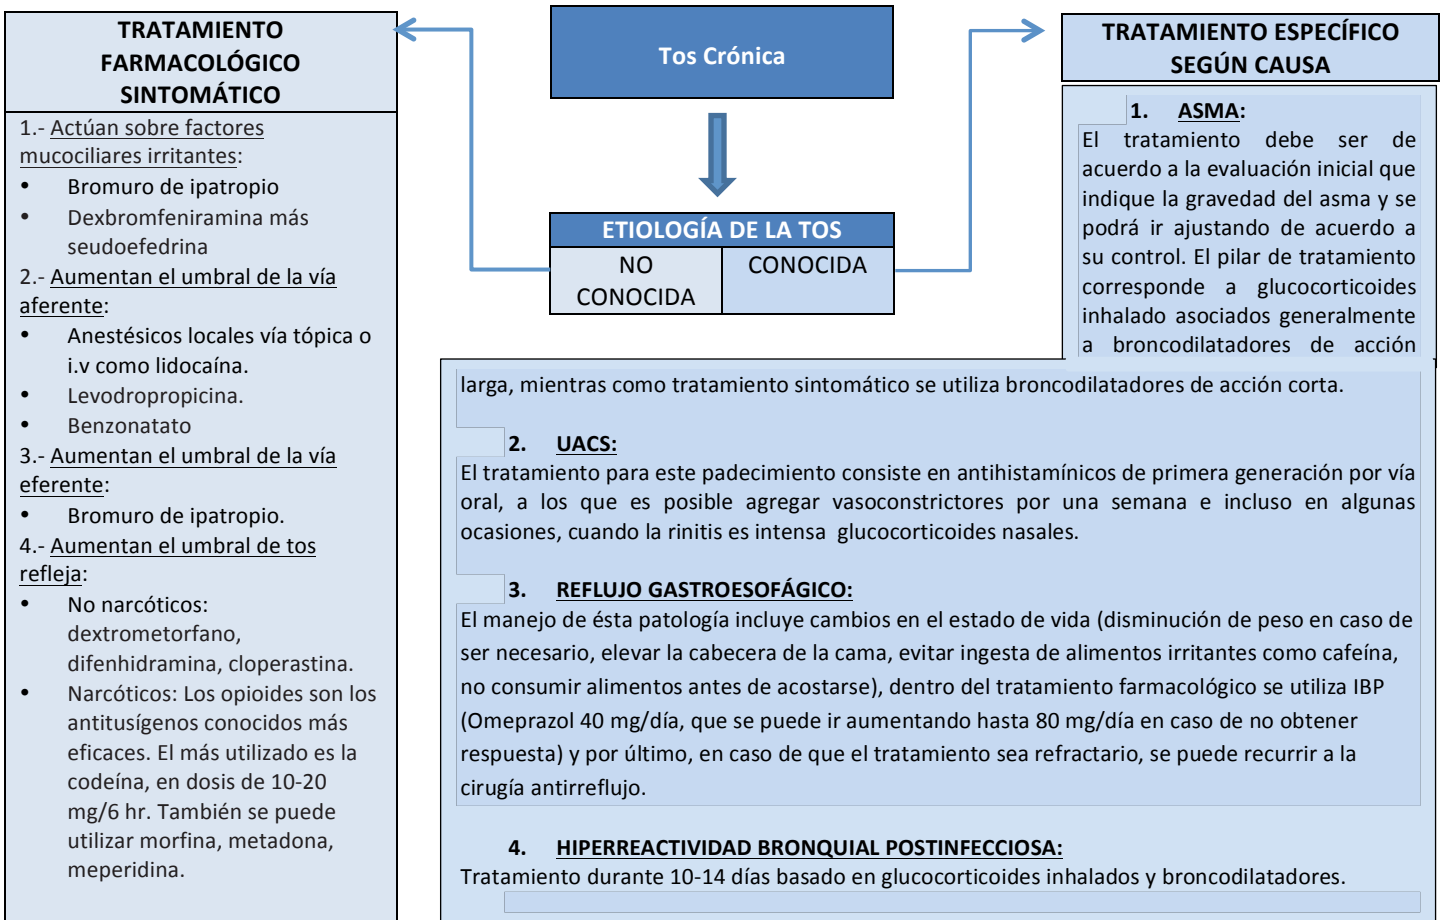 TRATAMIENTO
FARMACOLÓGICO
SINTOMÁTICO
1.- Actúan sobre factores
mucociliares irritantes:
• Bromuro de ipatropio
• Dexbromfeniramina más
seudoefedrina
2.- Aumentan el umbral de la vía
aferente:
• Anestésicos locales vía tópica o
i.v como lidocaína.
• Levodropropicina.
• Benzonatato
3.- Aumentan el umbral de la vía
eferente:
• Bromuro de ipatropio.
4.- Aumentan el umbral de tos
refleja:
• No narcóticos:
dextrometorfano,
difenhidramina, cloperastina.
• Narcóticos: Los opioides son los
antitusígenos conocidos más
eficaces. El más utilizado es la
codeína, en dosis de 10-20
mg/6 hr. También se puede
utilizar morfina, metadona,
meperidina.
Tos Crónica
ETIOLOGÍA DE LA TOS
NO
CONOCIDA
CONOCIDA
TRATAMIENTO ESPECÍFICO
SEGÚN CAUSA
1. ASMA:
El tratamiento debe ser de
acuerdo a la evaluación inicial que
indique la gravedad del asma y se
podrá ir ajustando de acuerdo a
su control. El pilar de tratamiento
corresponde a glucocorticoides
inhalado asociados generalmente
a broncodilatadores de acción
larga, mientras como tratamiento sintomático se utiliza broncodilatadores de acción corta.
2. UACS:
El tratamiento para este padecimiento consiste en antihistamínicos de primera generación por vía
oral, a los que es posible agregar vasoconstrictores por una semana e incluso en algunas
ocasiones, cuando la rinitis es intensa glucocorticoides nasales.
3. REFLUJO GASTROESOFÁGICO:
El manejo de ésta patología incluye cambios en el estado de vida (disminución de peso en caso de
ser necesario, elevar la cabecera de la cama, evitar ingesta de alimentos irritantes como cafeína,
no consumir alimentos antes de acostarse), dentro del tratamiento farmacológico se utiliza IBP
(Omeprazol 40 mg/día, que se puede ir aumentando hasta 80 mg/día en caso de no obtener
respuesta) y por último, en caso de que el tratamiento sea refractario, se puede recurrir a la
cirugía antirreflujo.
4. HIPERREACTIVIDAD BRONQUIAL POSTINFECCIOSA:
Tratamiento durante 10-14 días basado en glucocorticoides inhalados y broncodilatadores.